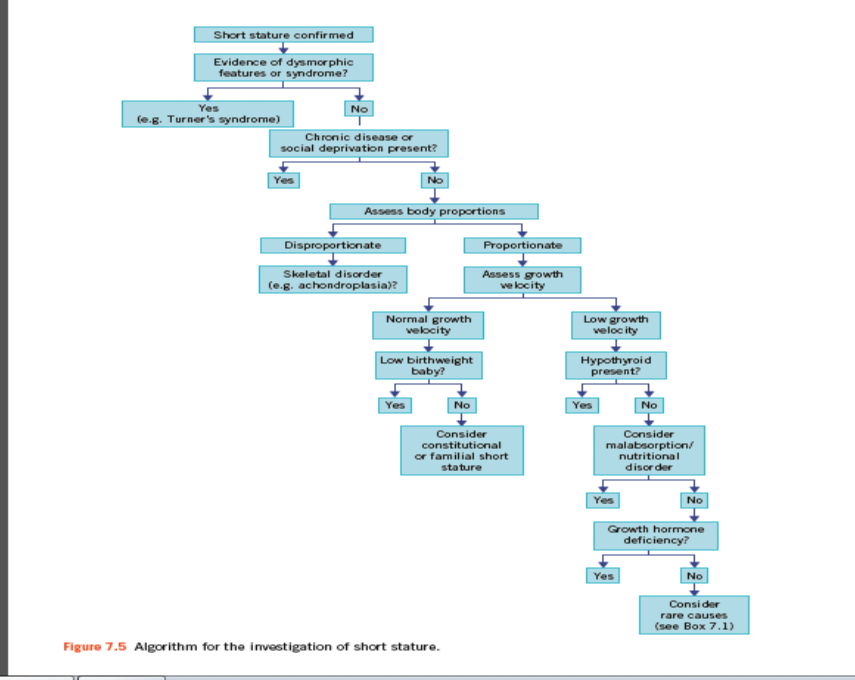 Short stature confirmed
Evidence of dysmorphic
features or syndrome?
Yes
(e.g. Turner's syndrome)
No
Chronic disease or
social deprivation present?
Yes
No
Assess body proportions
Disproportionate
Proportionate
Skeletal disorder
(e.g. achondroplasia)?
Assess growth
velocity
Normal growth
velocity
Low growth
velocity
Low birthweight
baby?
Hypothyroid
present?
Yes
No
Yes
No
Consider
constitutional
or familial short
stature
Consider
malabsorption/
nutritional
disorder
Yes
No
Growth hormone
deficiency?
Yes
No
Consider
rare causes
(see Box 7.1)
Figure 7.5 Algorithm for the investigation of short stature.